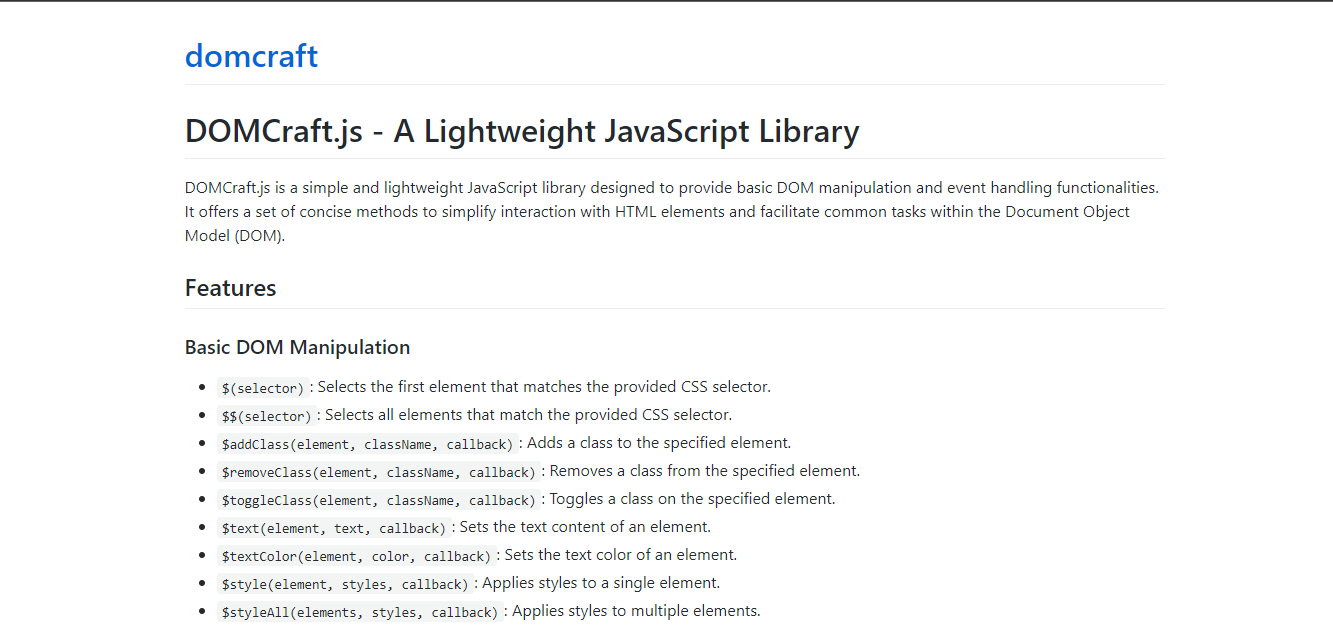 domcraft
DOMCraft.js - A Lightweight JavaScript Library
DOMCraft.js is a simple and lightweight JavaScript library designed to provide basic DOM manipulation and event handling functionalities.
It offers a set of concise methods to simplify interaction with HTML elements and facilitate common tasks within the Document Object
Model (DOM).
Features
Basic DOM Manipulation
• $(selector) : Selects the first element that matches the provided CSS selector.
• $$(selector) : Selects all elements that match the provided CSS selector.
• $addClass(element, className, callback) : Adds a class to the specified element.
• $removeClass(element, className, callback) : Removes a class from the specified element.
• $toggleClass(element, className, callback) : Toggles a class on the specified element.
• $text(element, text, callback) : Sets the text content of an element.
• $textColor(element, color, callback) : Sets the text color of an element.
• $style(element, styles, callback) : Applies styles to a single element.
• $styleAll(elements, styles, callback) : Applies styles to multiple elements.